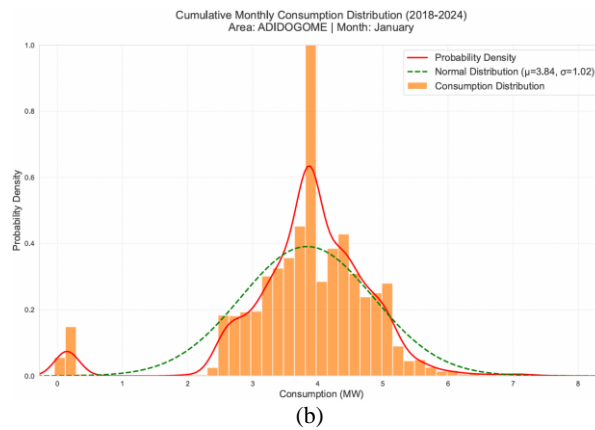 Cumulative Monthly Consumption Distribution (2018-2024)
Area: ADIDOGOME | Month: January
1.0
0.8
0.6
0.4
0.2
0.0
Probability Density
Probability Density
Normal Distribution (μ=3.84, σ=1.02)
Consumption Distribution
0 1 2 3 4 5 6 7 8
Consumption (MW)
(b)